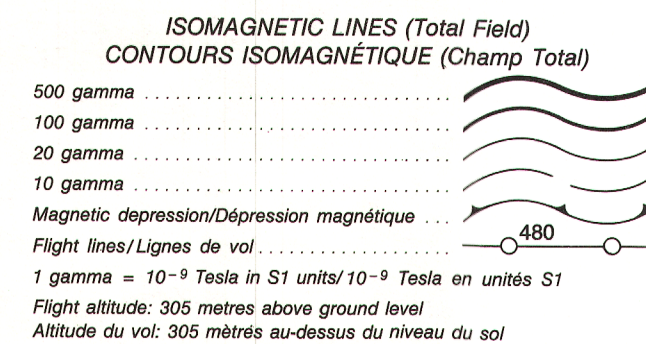 ISOMAGNETIC LINES (Total Field)
CONTOURS ISOMAGNÉTIQUE (Champ Total)
500 gamma
100 gamma
20 gamma
10 gamma
Magnetic depression/Dépression magnétique ...
Flight lines/Lignes de vol
480
1 gamma = 10⁻⁹ Tesla in S1 units/10⁻⁹ Tesla en unités S1
Flight altitude: 305 metres above ground level
Altitude du vol: 305 mètres au-dessus du niveau du sol